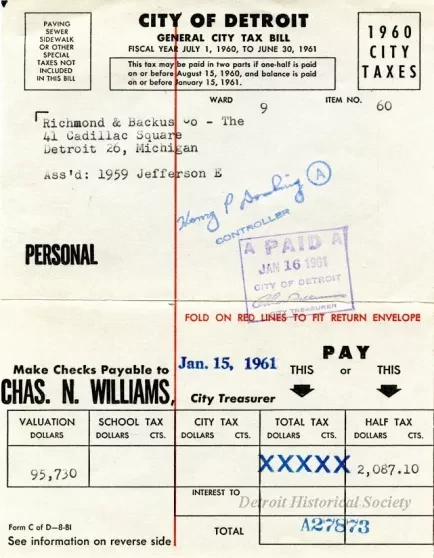 PAVING
SEWER
SIDEWALK
OR OTHER
SPECIAL
TAXES NOT
INCLUDED
IN THIS BILL
CITY OF DETROIT
GENERAL CITY TAX BILL
FISCAL YEAR JULY 1, 1960, TO JUNE 30, 1961
This tax may be paid in two parts if one-half is paid
on or before August 15, 1960, and balance is paid
on or before January 15, 1961.
1960
CITY
TAXES
WARD 9 ITEM NO. 60
Richmond & Backus Co - The
41 Cadillac Square
Detroit 26, Michigan
Ass'd: 1959 Jefferson E
A
CONTROLLER
PERSONAL
A PAID A
JAN 16 1961
CITY OF DETROIT
CITY TREASURER
FOLD ON RED LINES TO FIT RETURN ENVELOPE
Make Checks Payable to
CHAS. N. WILLIAMS, City Treasurer
Jan. 15, 1961
PAY
THIS or THIS
VALUATION SCHOOL TAX CITY TAX TOTAL TAX HALF TAX
DOLLARS DOLLARS CTS. DOLLARS CTS. DOLLARS CTS. DOLLARS CTS.
95,730 XXXXX 2,087.10
INTEREST TO
Detroit Historical Society
TOTAL A27873
Form C of D-8-BI
See information on reverse side